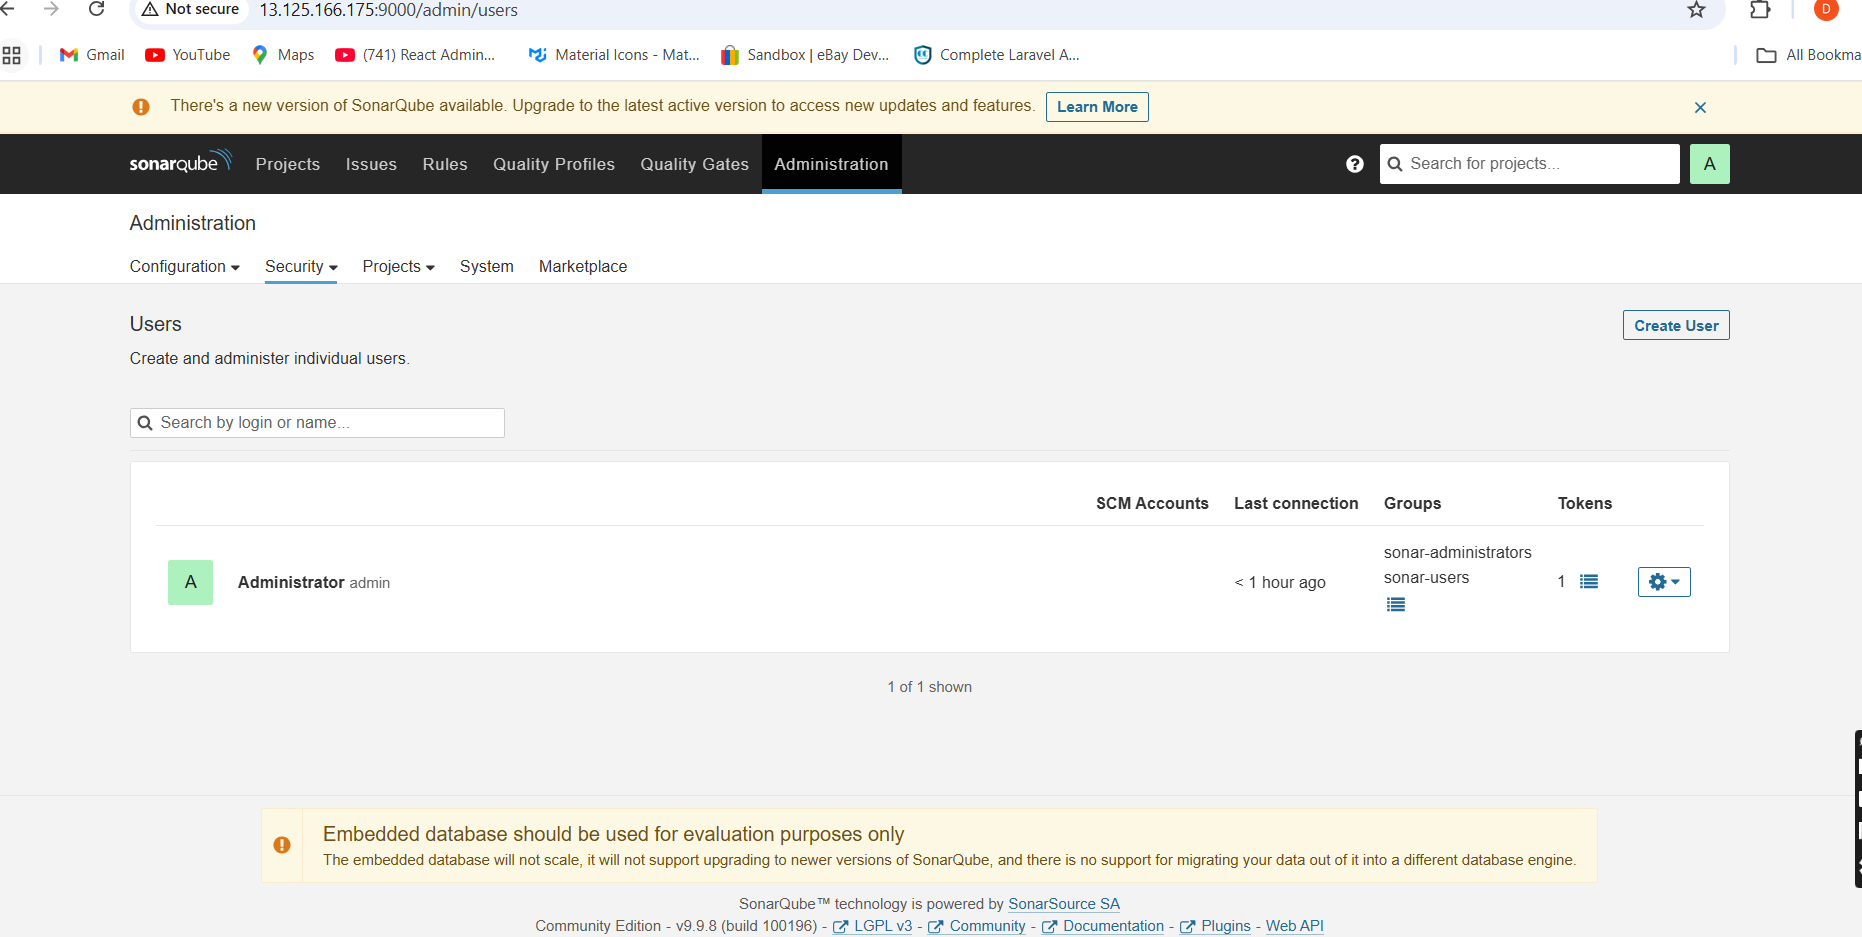 Not secure 13.125.166.175:9000/admin/users D
Gmail YouTube Maps (741) React Admin... Material Icons - Mat... Sandbox | eBay Dev... Complete Laravel A... All Bookma
There's a new version of SonarQube available. Upgrade to the latest active version to access new updates and features. Learn More
sonarqube Projects Issues Rules Quality Profiles Quality Gates Administration Search for projects... A
Administration
Configuration Security Projects System Marketplace
Users Create User
Create and administer individual users.
Search by login or name...
SCM Accounts Last connection Groups Tokens
sonar-administrators
A Administrator admin < 1 hour ago sonar-users 1
1 of 1 shown
Embedded database should be used for evaluation purposes only
The embedded database will not scale, it will not support upgrading to newer versions of SonarQube, and there is no support for migrating your data out of it into a different database engine.
SonarQube™ technology is powered by SonarSource SA
Community Edition - v9.9.8 (build 100196) - LGPL v3 - Community - Documentation - Plugins - Web API